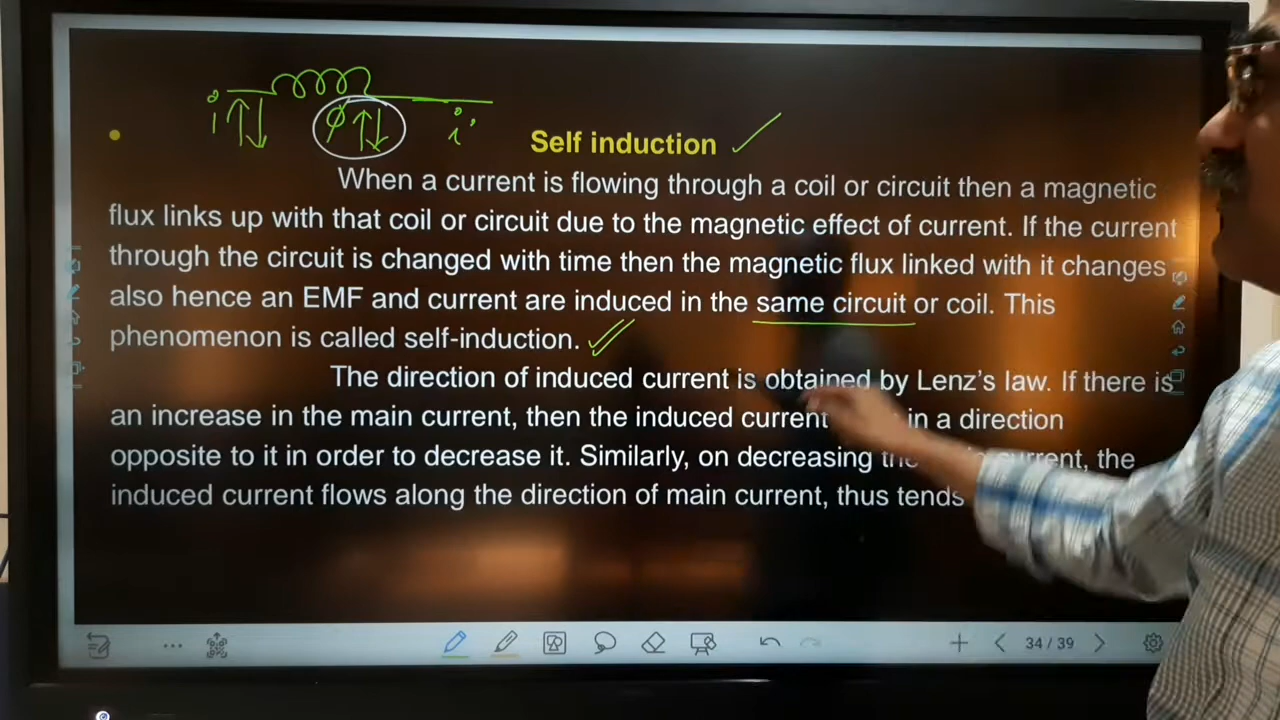 i ϕ i'
Self induction
When a current is flowing through a coil or circuit then a magnetic
flux links up with that coil or circuit due to the magnetic effect of current. If the current
through the circuit is changed with time then the magnetic flux linked with it changes
also hence an EMF and current are induced in the same circuit or coil. This
phenomenon is called self-induction.
The direction of induced current is obtained by Lenz's law. If there is
an increase in the main current, then the induced current in a direction
opposite to it in order to decrease it. Similarly, on decreasing the current, the
induced current flows along the direction of main current, thus tends
34 / 39